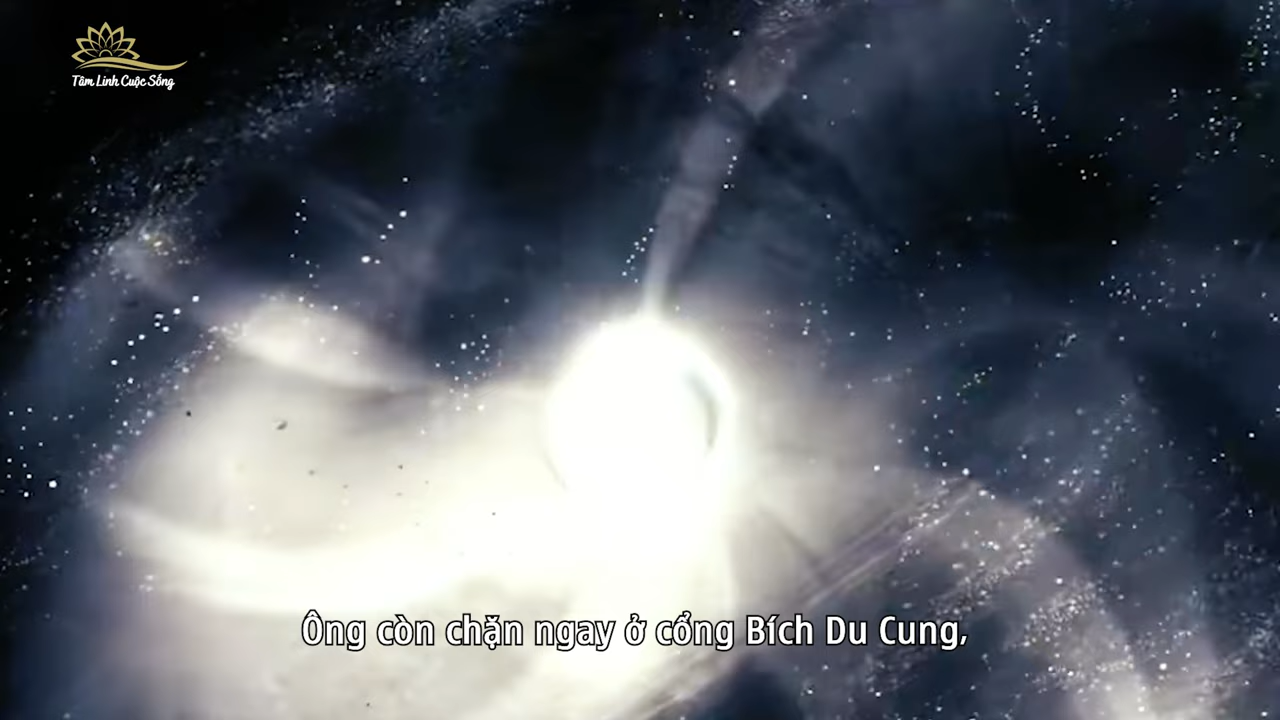 Tâm Linh Cuộc Sống
Ông còn chặn ngay ở cổng Bích Du Cung,